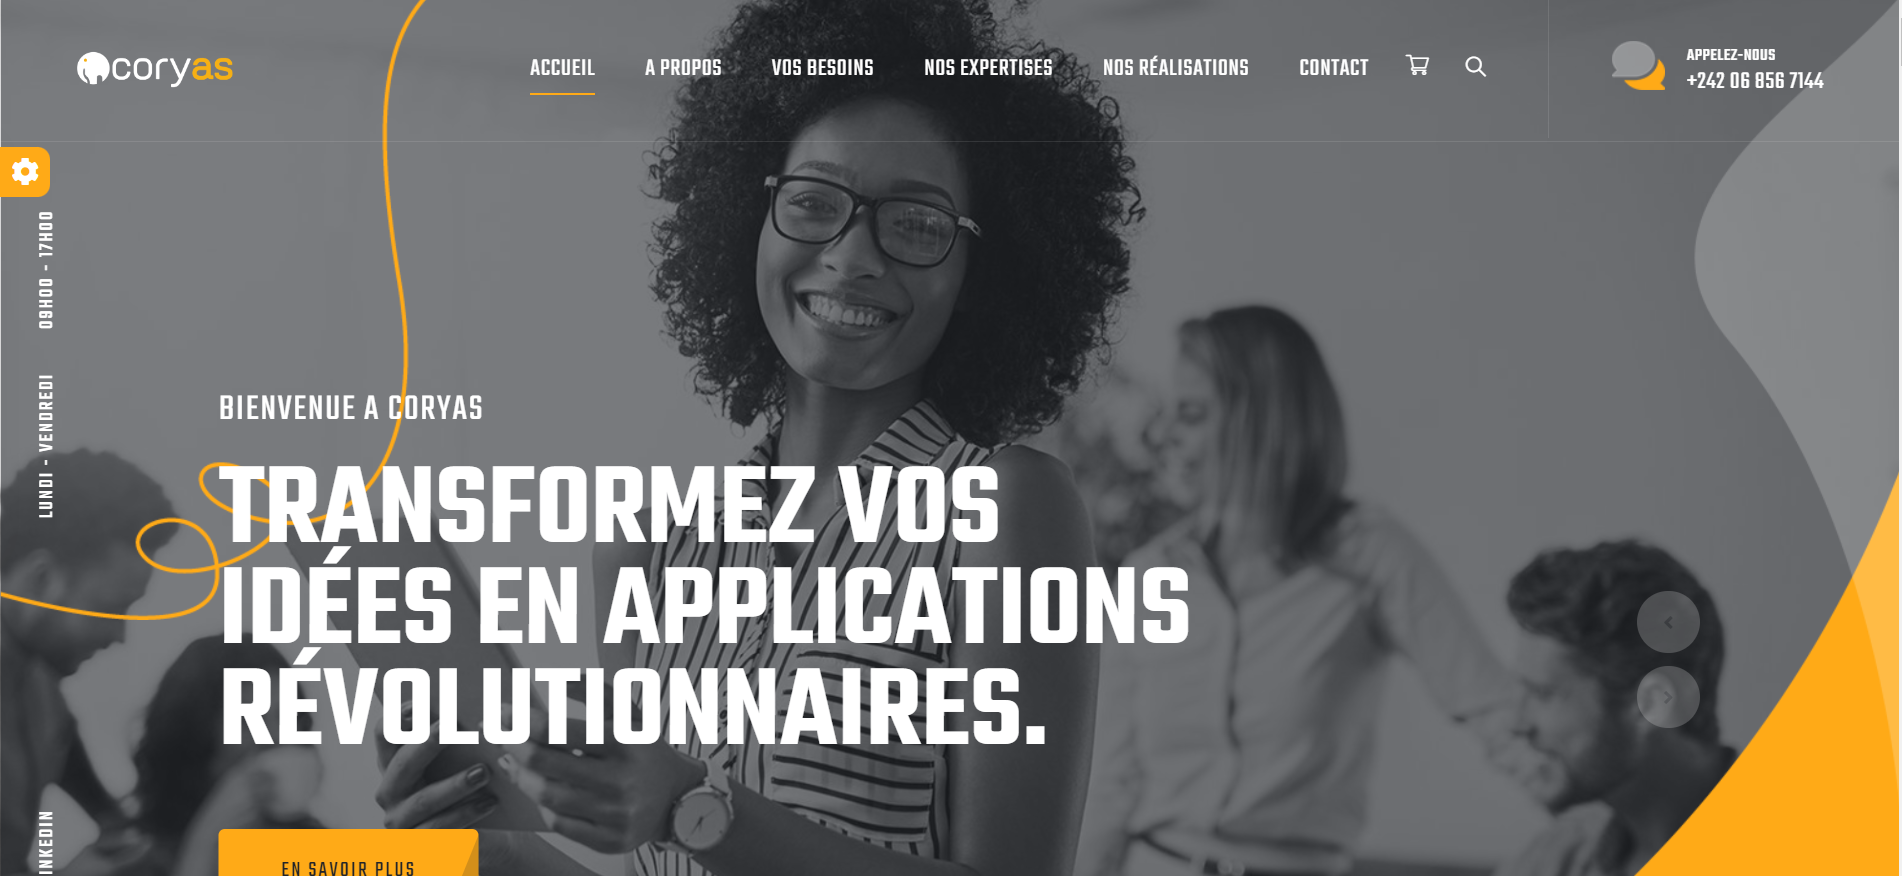 coryas
ACCUEIL
A PROPOS
VOS BESOINS
NOS EXPERTISES
NOS RÉALISATIONS
CONTACT
APPELEZ-NOUS
+242 06 856 7144
LUNDI - VENDREDI 09H00 - 17H00
BIENVENUE A CORYAS
TRANSFORMEZ VOS
IDÉES EN APPLICATIONS
RÉVOLUTIONNAIRES.
EN SAVOIR PLUS
INKEDIN